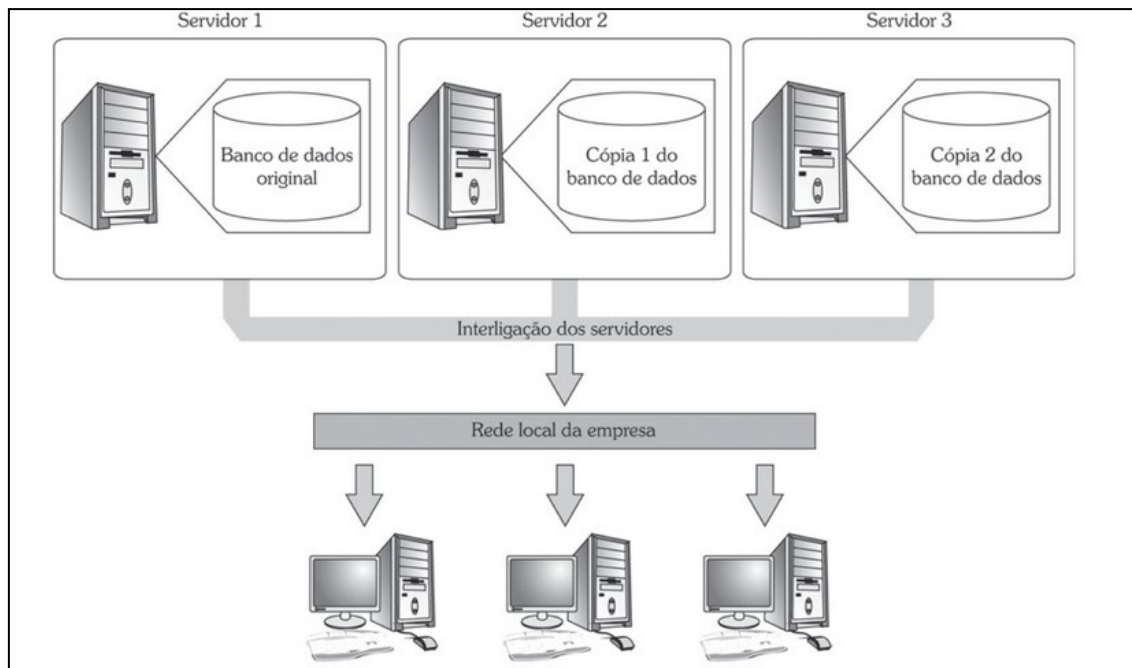 Servidor 1
Servidor 2
Servidor 3
Banco de dados
original
Cópia 1 do
banco de dados
Cópia 2 do
banco de dados
Interligação dos servidores
Rede local da empresa